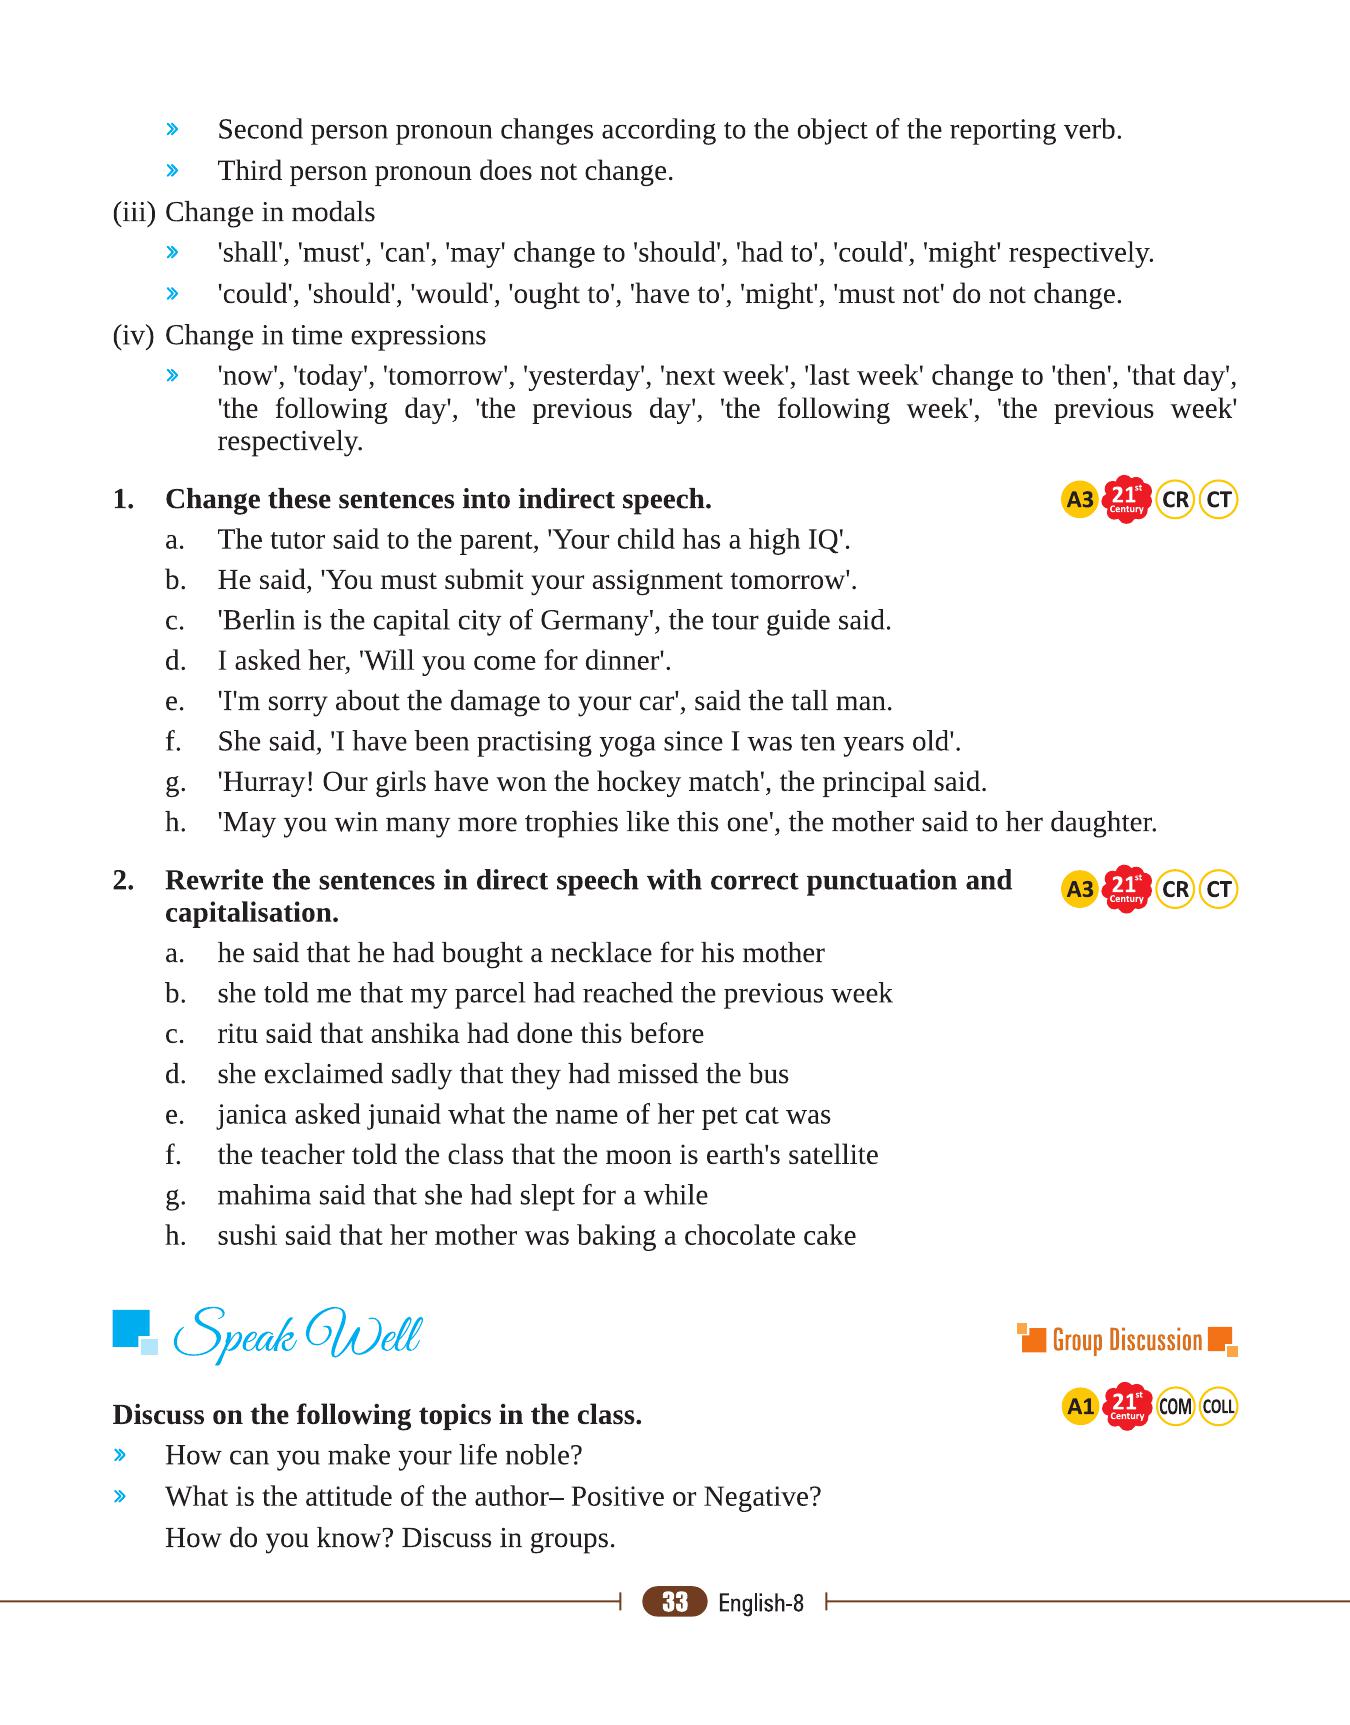 » Second person pronoun changes according to the object of the reporting verb.
» Third person pronoun does not change.
(iii) Change in modals
» 'shall', 'must', 'can', 'may' change to 'should', 'had to', 'could', 'might' respectively.
» 'could', 'should', 'would', 'ought to', 'have to', 'might', 'must not' do not change.
(iv) Change in time expressions
» 'now', 'today', 'tomorrow', 'yesterday', 'next week', 'last week' change to 'then', 'that day',
'the following day', 'the previous day', 'the following week', 'the previous week'
respectively.
1. Change these sentences into indirect speech. A3 21st Century CR CT
a. The tutor said to the parent, 'Your child has a high IQ'.
b. He said, 'You must submit your assignment tomorrow'.
c. 'Berlin is the capital city of Germany', the tour guide said.
d. I asked her, 'Will you come for dinner'.
e. 'I'm sorry about the damage to your car', said the tall man.
f. She said, 'I have been practising yoga since I was ten years old'.
g. 'Hurray! Our girls have won the hockey match', the principal said.
h. 'May you win many more trophies like this one', the mother said to her daughter.
2. Rewrite the sentences in direct speech with correct punctuation and A3 21st Century CR CT
capitalisation.
a. he said that he had bought a necklace for his mother
b. she told me that my parcel had reached the previous week
c. ritu said that anshika had done this before
d. she exclaimed sadly that they had missed the bus
e. janica asked junaid what the name of her pet cat was
f. the teacher told the class that the moon is earth's satellite
g. mahima said that she had slept for a while
h. sushi said that her mother was baking a chocolate cake
Speak Well Group Discussion
Discuss on the following topics in the class. A1 21st Century COM COLL
» How can you make your life noble?
» What is the attitude of the author– Positive or Negative?
How do you know? Discuss in groups.
33 English-8